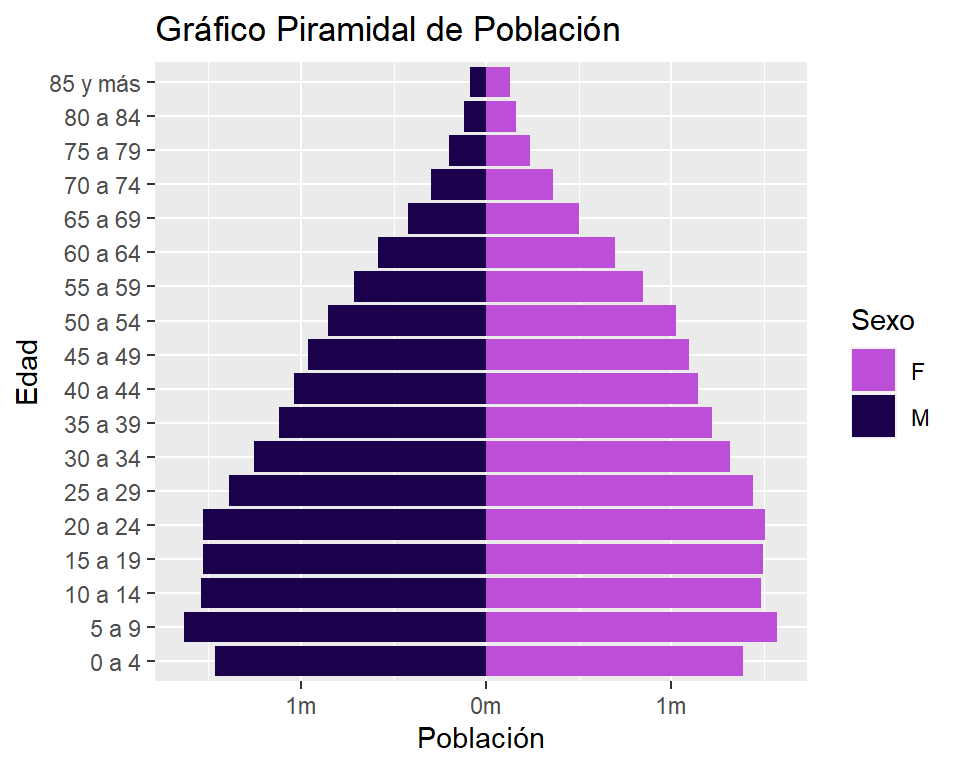 Gráfico Piramidal de Población
85 y más
80 a 84
75 a 79
70 a 74
65 a 69
60 a 64
55 a 59
50 a 54
45 a 49
40 a 44
35 a 39
30 a 34
25 a 29
20 a 24
15 a 19
10 a 14
5 a 9
0 a 4
Edad
1m 0m 1m
Población
Sexo
F
M